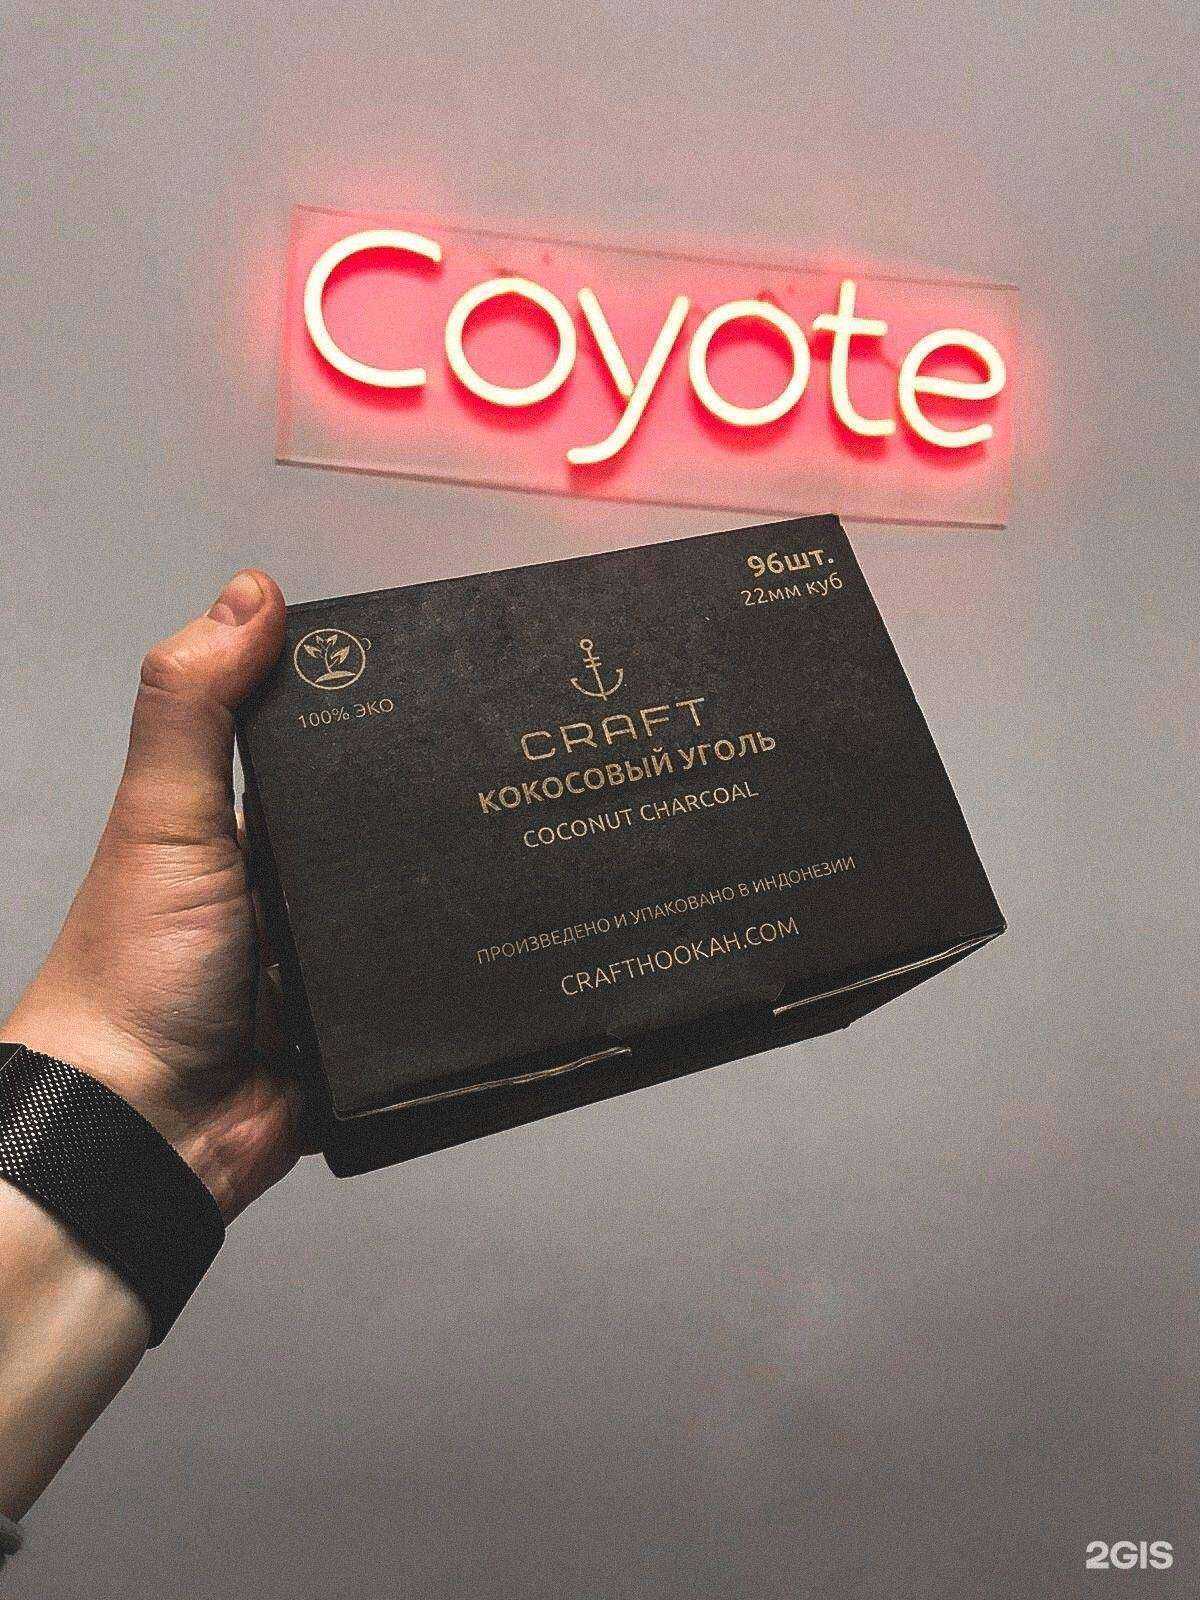 Coyote
96шт.
22мм куб
100% ЭКО
CRAFT
КОКОСОВЫЙ УГОЛЬ
COCONUT CHARCOAL
ПРОИЗВЕДЕНО И УПАКОВАНО В ИНДОНЕЗИИ
CRAFTHOOKAH.COM
2GIS